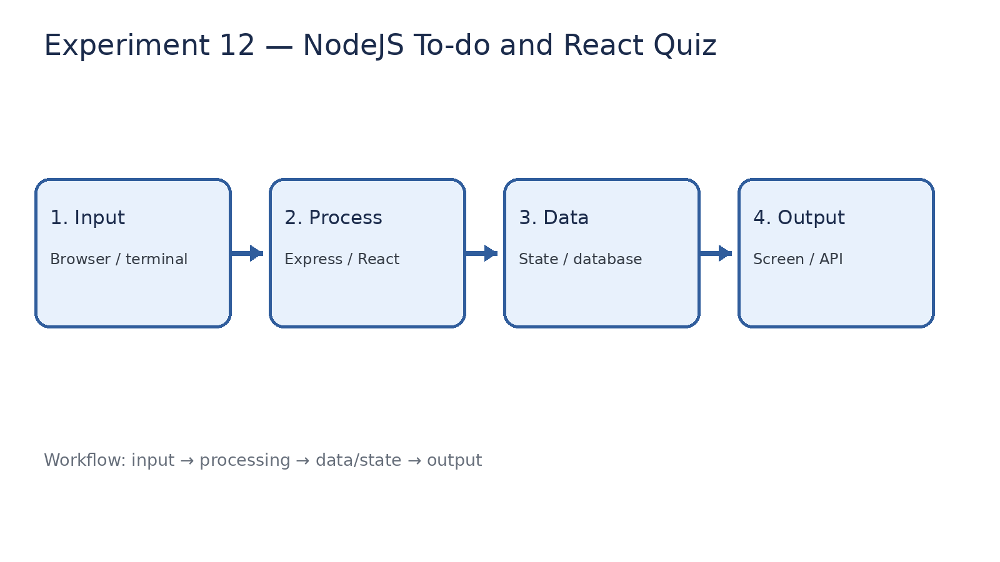 Experiment 12 — NodeJS To-do and React Quiz
1. Input
Browser / terminal
2. Process
Express / React
3. Data
State / database
4. Output
Screen / API
Workflow: input → processing → data/state → output